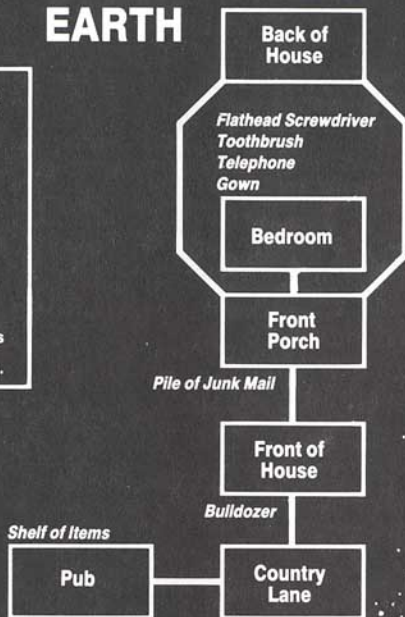 EARTH
Back of
House
Flathead Screwdriver
Toothbrush
Telephone
Gown
Bedroom
Front
Porch
Pile of Junk Mail
Front of
House
Bulldozer
Shelf of Items
Pub
Country
Lane